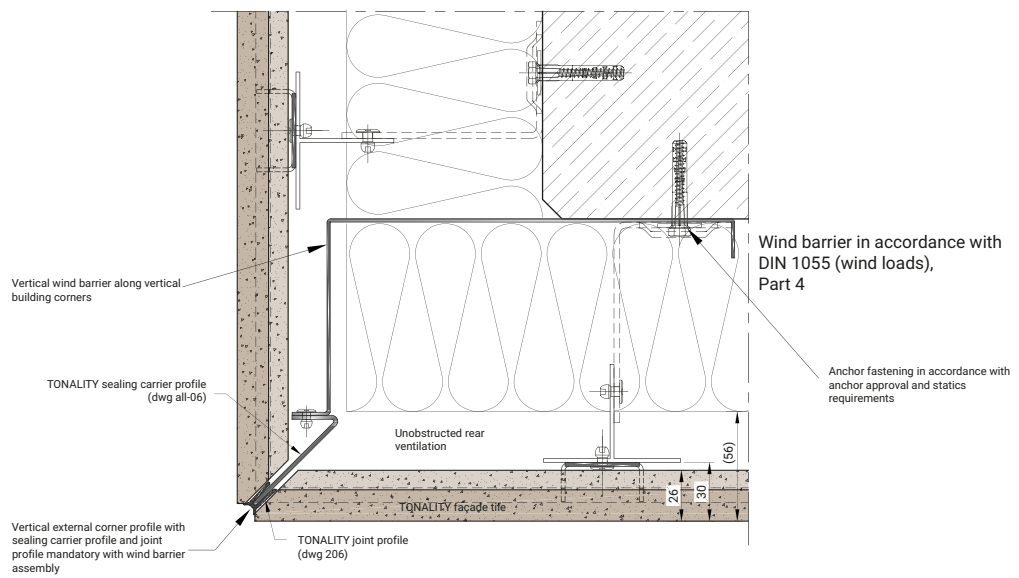 Wind barrier in accordance with
DIN 1055 (wind loads),
Part 4
Vertical wind barrier along vertical
building corners
Anchor fastening in accordance with
anchor approval and statics
requirements
TONALITY sealing carrier profile
(dwg all-06)
Unobstructed rear
ventilation
(56)
30
26
TONALITY façade tile
Vertical external corner profile with
sealing carrier profile and joint
profile mandatory with wind barrier
assembly
TONALITY joint profile
(dwg 206)